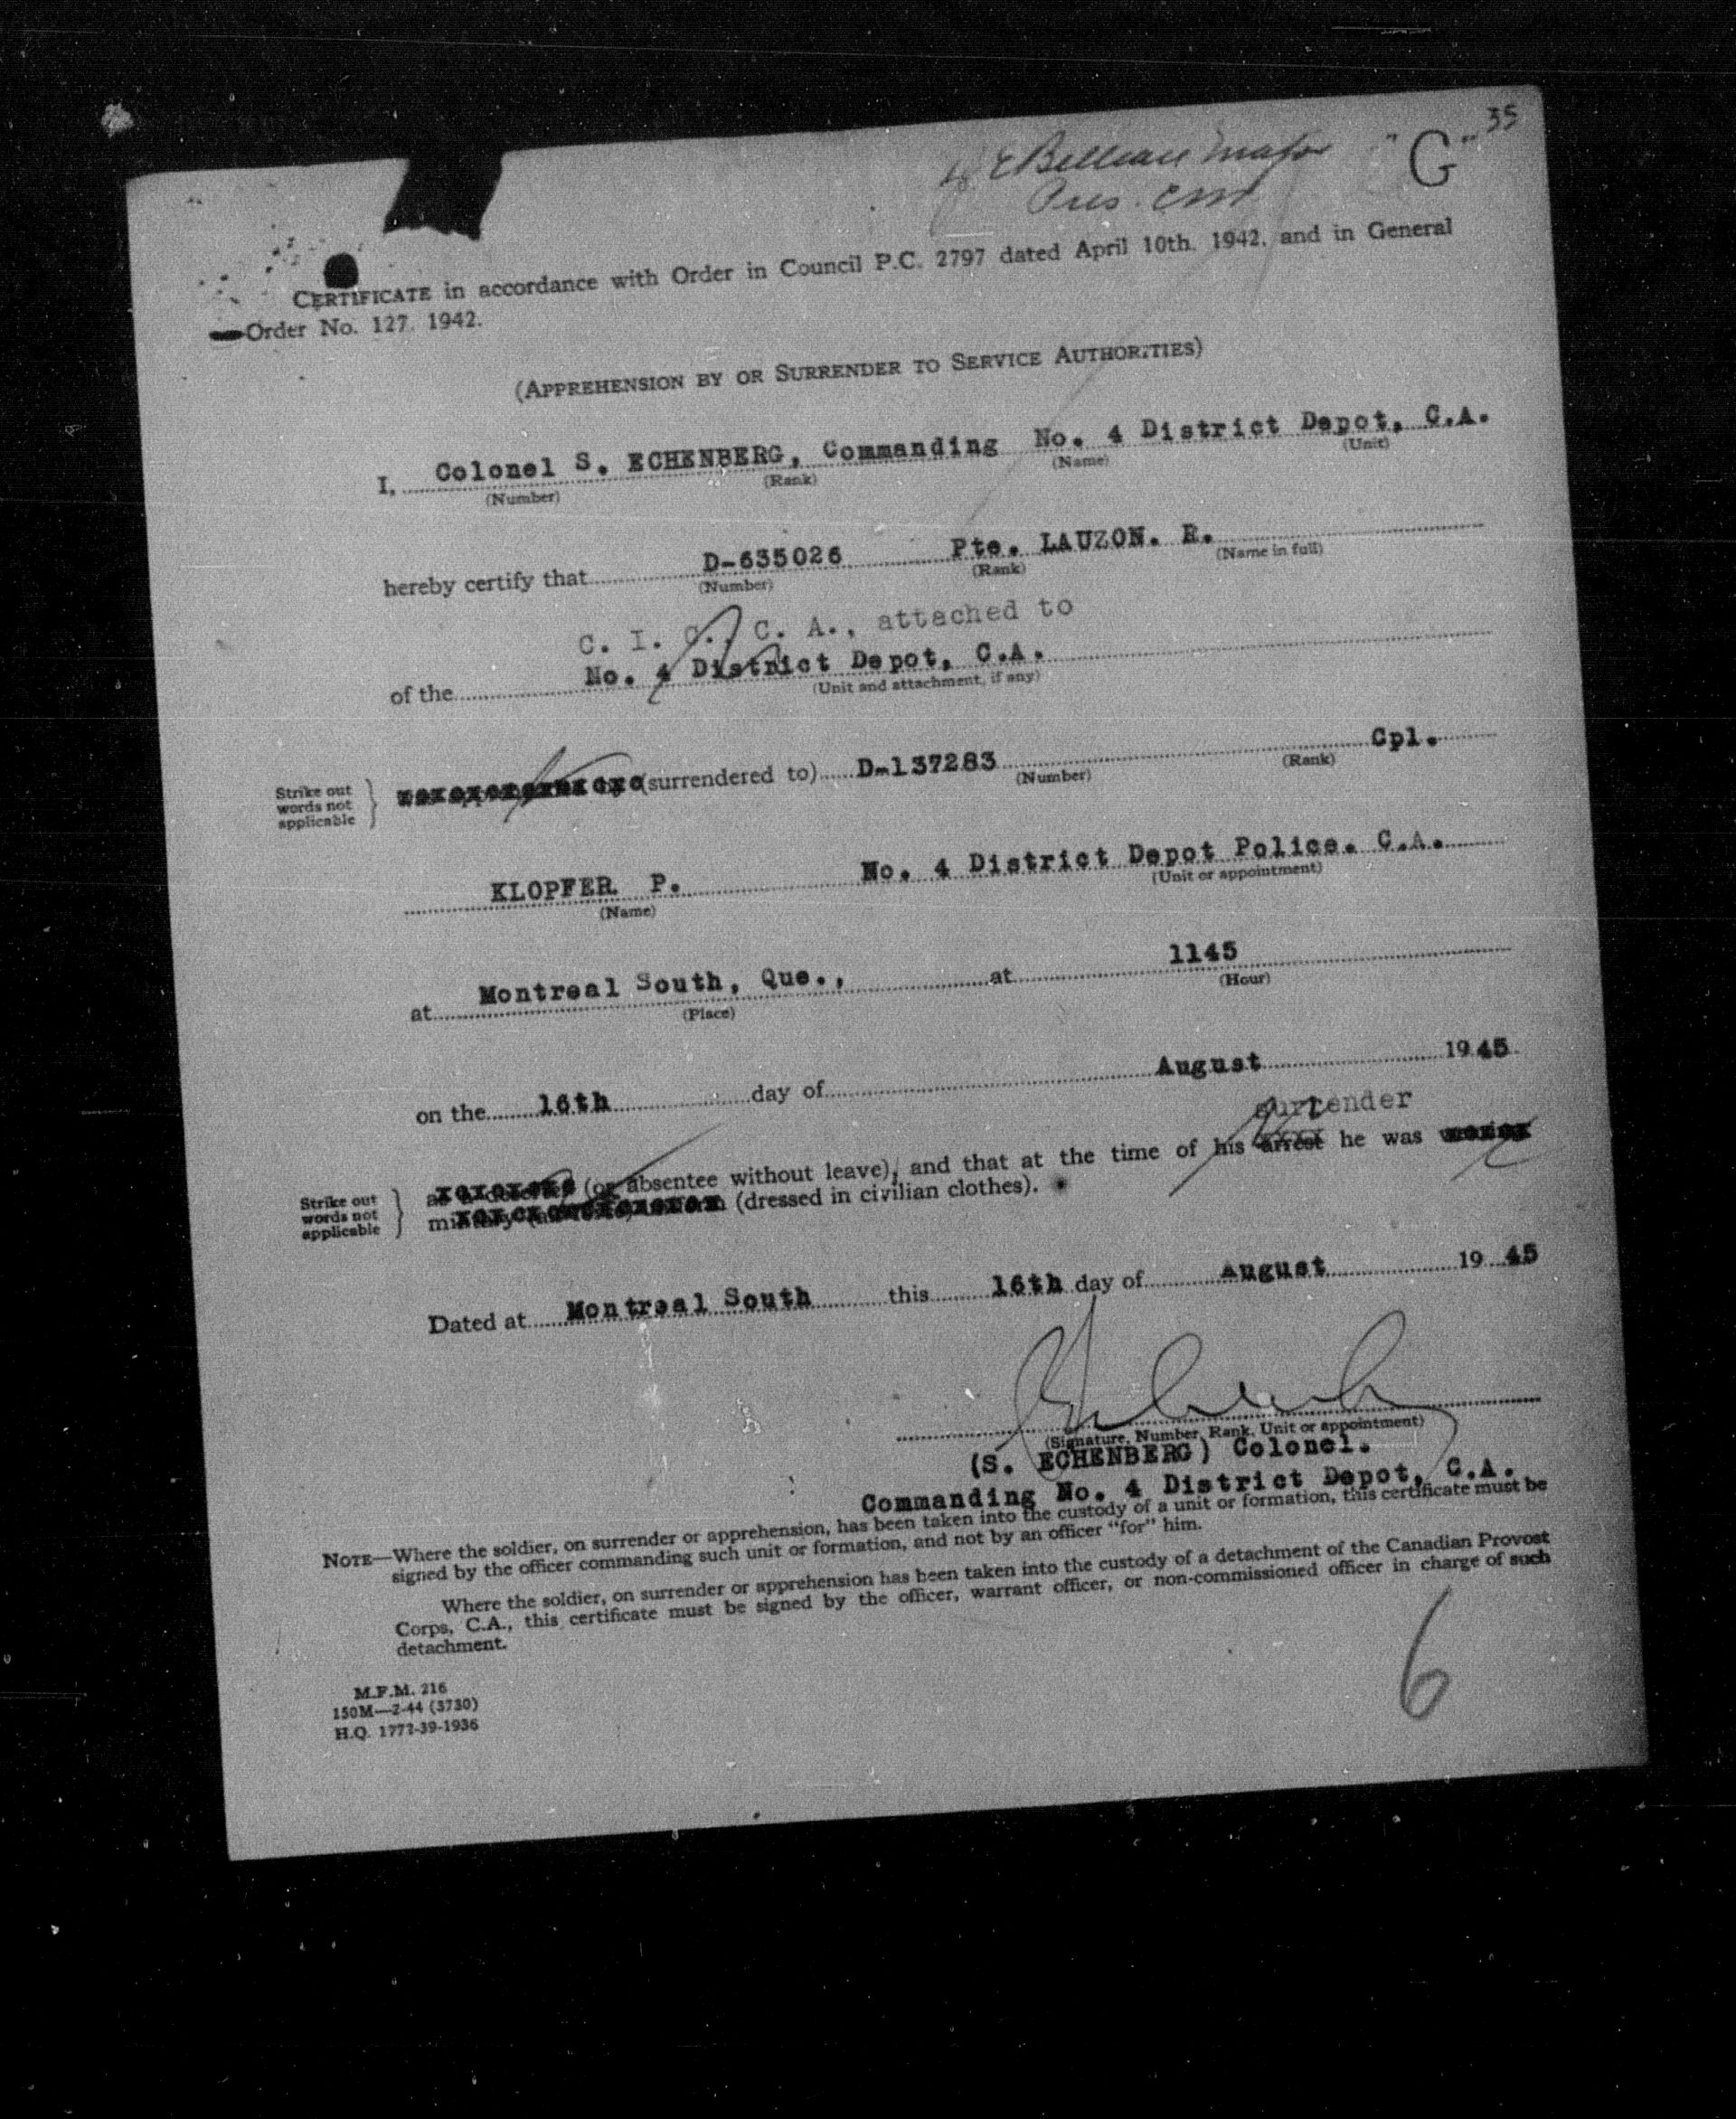 35
Major "G"
Pres. CM
CERTIFICATE in accordance with Order in Council P.C. 2797 dated April 10th, 1942, and in General
Order No. 127, 1942.
(APPREHENSION BY OR SURRENDER TO SERVICE AUTHORITIES)
I, Colonel S. ECHENBERG, Commanding No. 4 District Depot, C.A.
(Number) (Rank) (Name) (Unit)
hereby certify that D-635026 Pte. LAUZON. R.
(Number) (Rank) (Name in full)
C. I. C., C. A., attached to
of the No. 4 District Depot, C.A.
(Unit and attachment, if any)
Strike out
words not
applicable
(surrendered to) D-137283 Cpl.
(Number) (Rank)
KLOPFER P. No. 4 District Depot Police. C.A.
(Name) (Unit or appointment)
at Montreal South, Que., at 1145
(Place) (Hour)
on the 16th day of August 1945
surrender
Strike out
words not
applicable
as a deserter (or absentee without leave), and that at the time of his arrest he was
military uniform (dressed in civilian clothes).
Dated at Montreal South this 16th day of August 19 45
(Signature, Number, Rank, Unit or appointment)
(S. ECHENBERG) Colonel.
Commanding No. 4 District Depot, C.A.
NOTE—Where the soldier, on surrender or apprehension, has been taken into the custody of a unit or formation, this certificate must be
signed by the officer commanding such unit or formation, and not by an officer "for" him.
Where the soldier, on surrender or apprehension has been taken into the custody of a detachment of the Canadian Provost
Corps, C.A., this certificate must be signed by the officer, warrant officer, or non-commissioned officer in charge of such
detachment.
6
M.F.M. 216
150M—2-44 (3730)
H.Q. 1772-39-1936